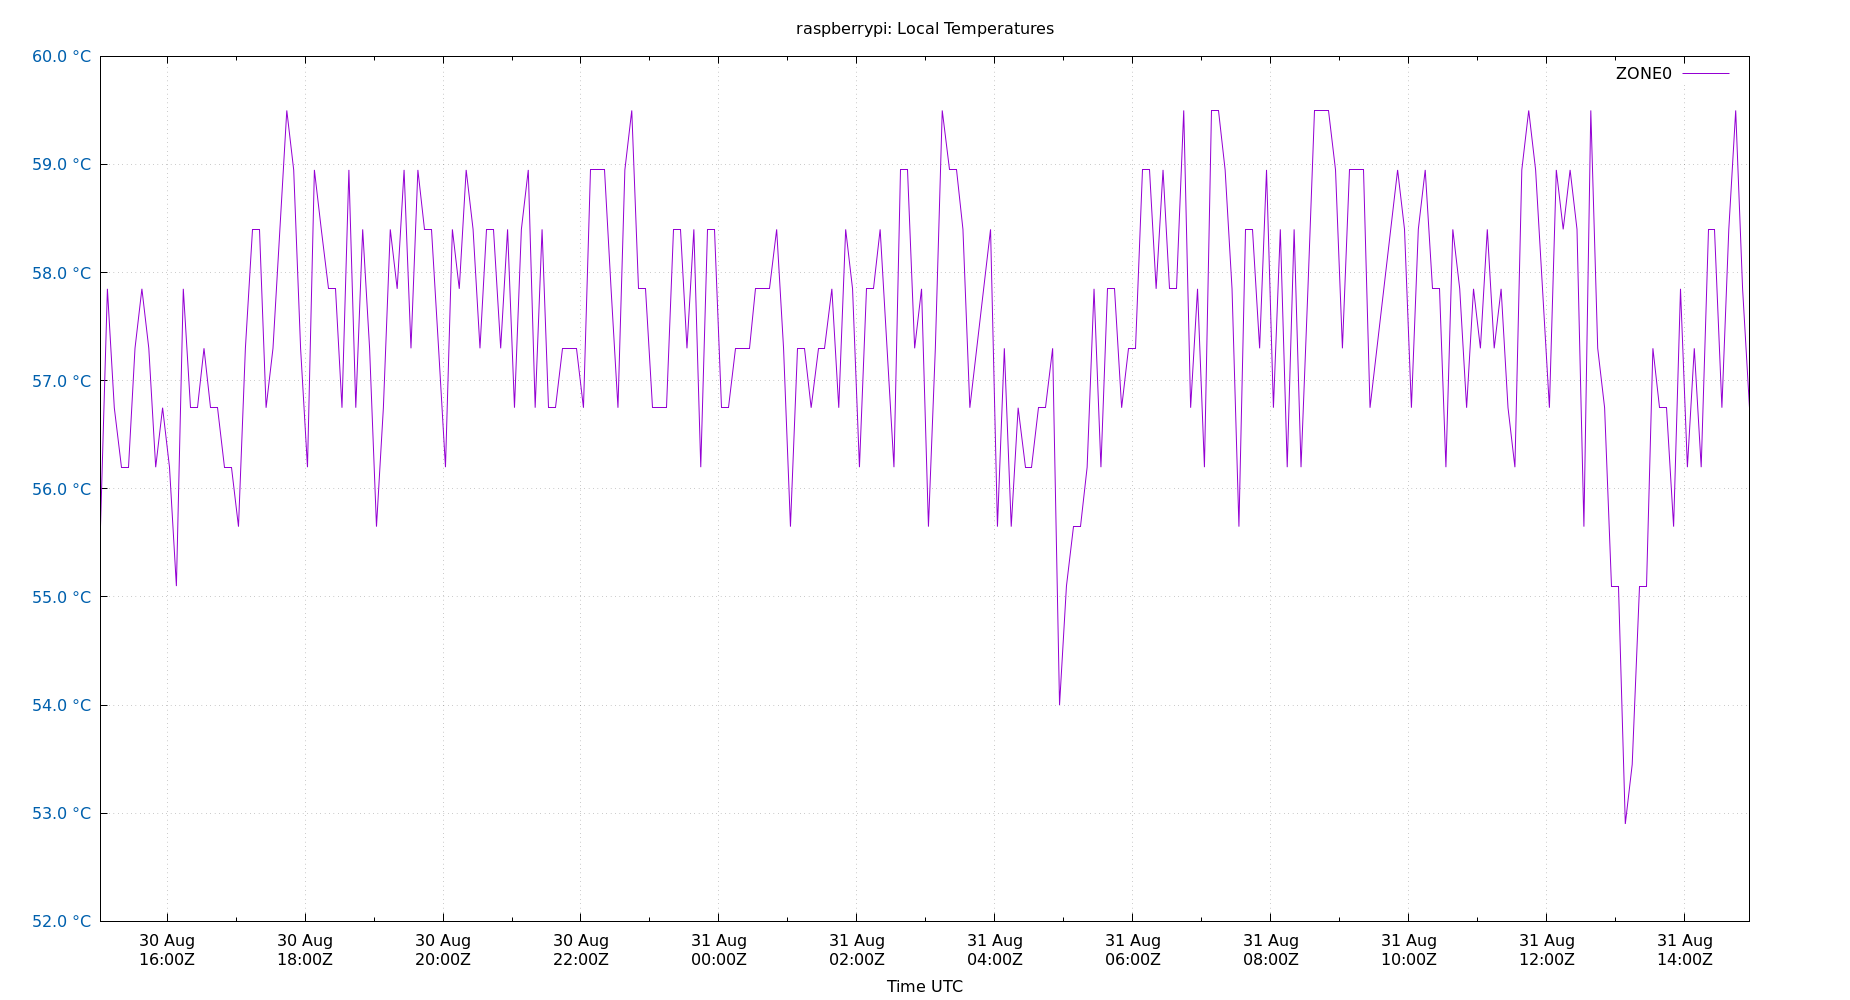 raspberrypi: Local Temperatures
60.0 °C
59.0 °C
58.0 °C
57.0 °C
56.0 °C
55.0 °C
54.0 °C
53.0 °C
52.0 °C
ZONE0
30 Aug 30 Aug 30 Aug 30 Aug 31 Aug 31 Aug 31 Aug 31 Aug 31 Aug 31 Aug 31 Aug 31 Aug
16:00Z 18:00Z 20:00Z 22:00Z 00:00Z 02:00Z 04:00Z 06:00Z 08:00Z 10:00Z 12:00Z 14:00Z
Time UTC